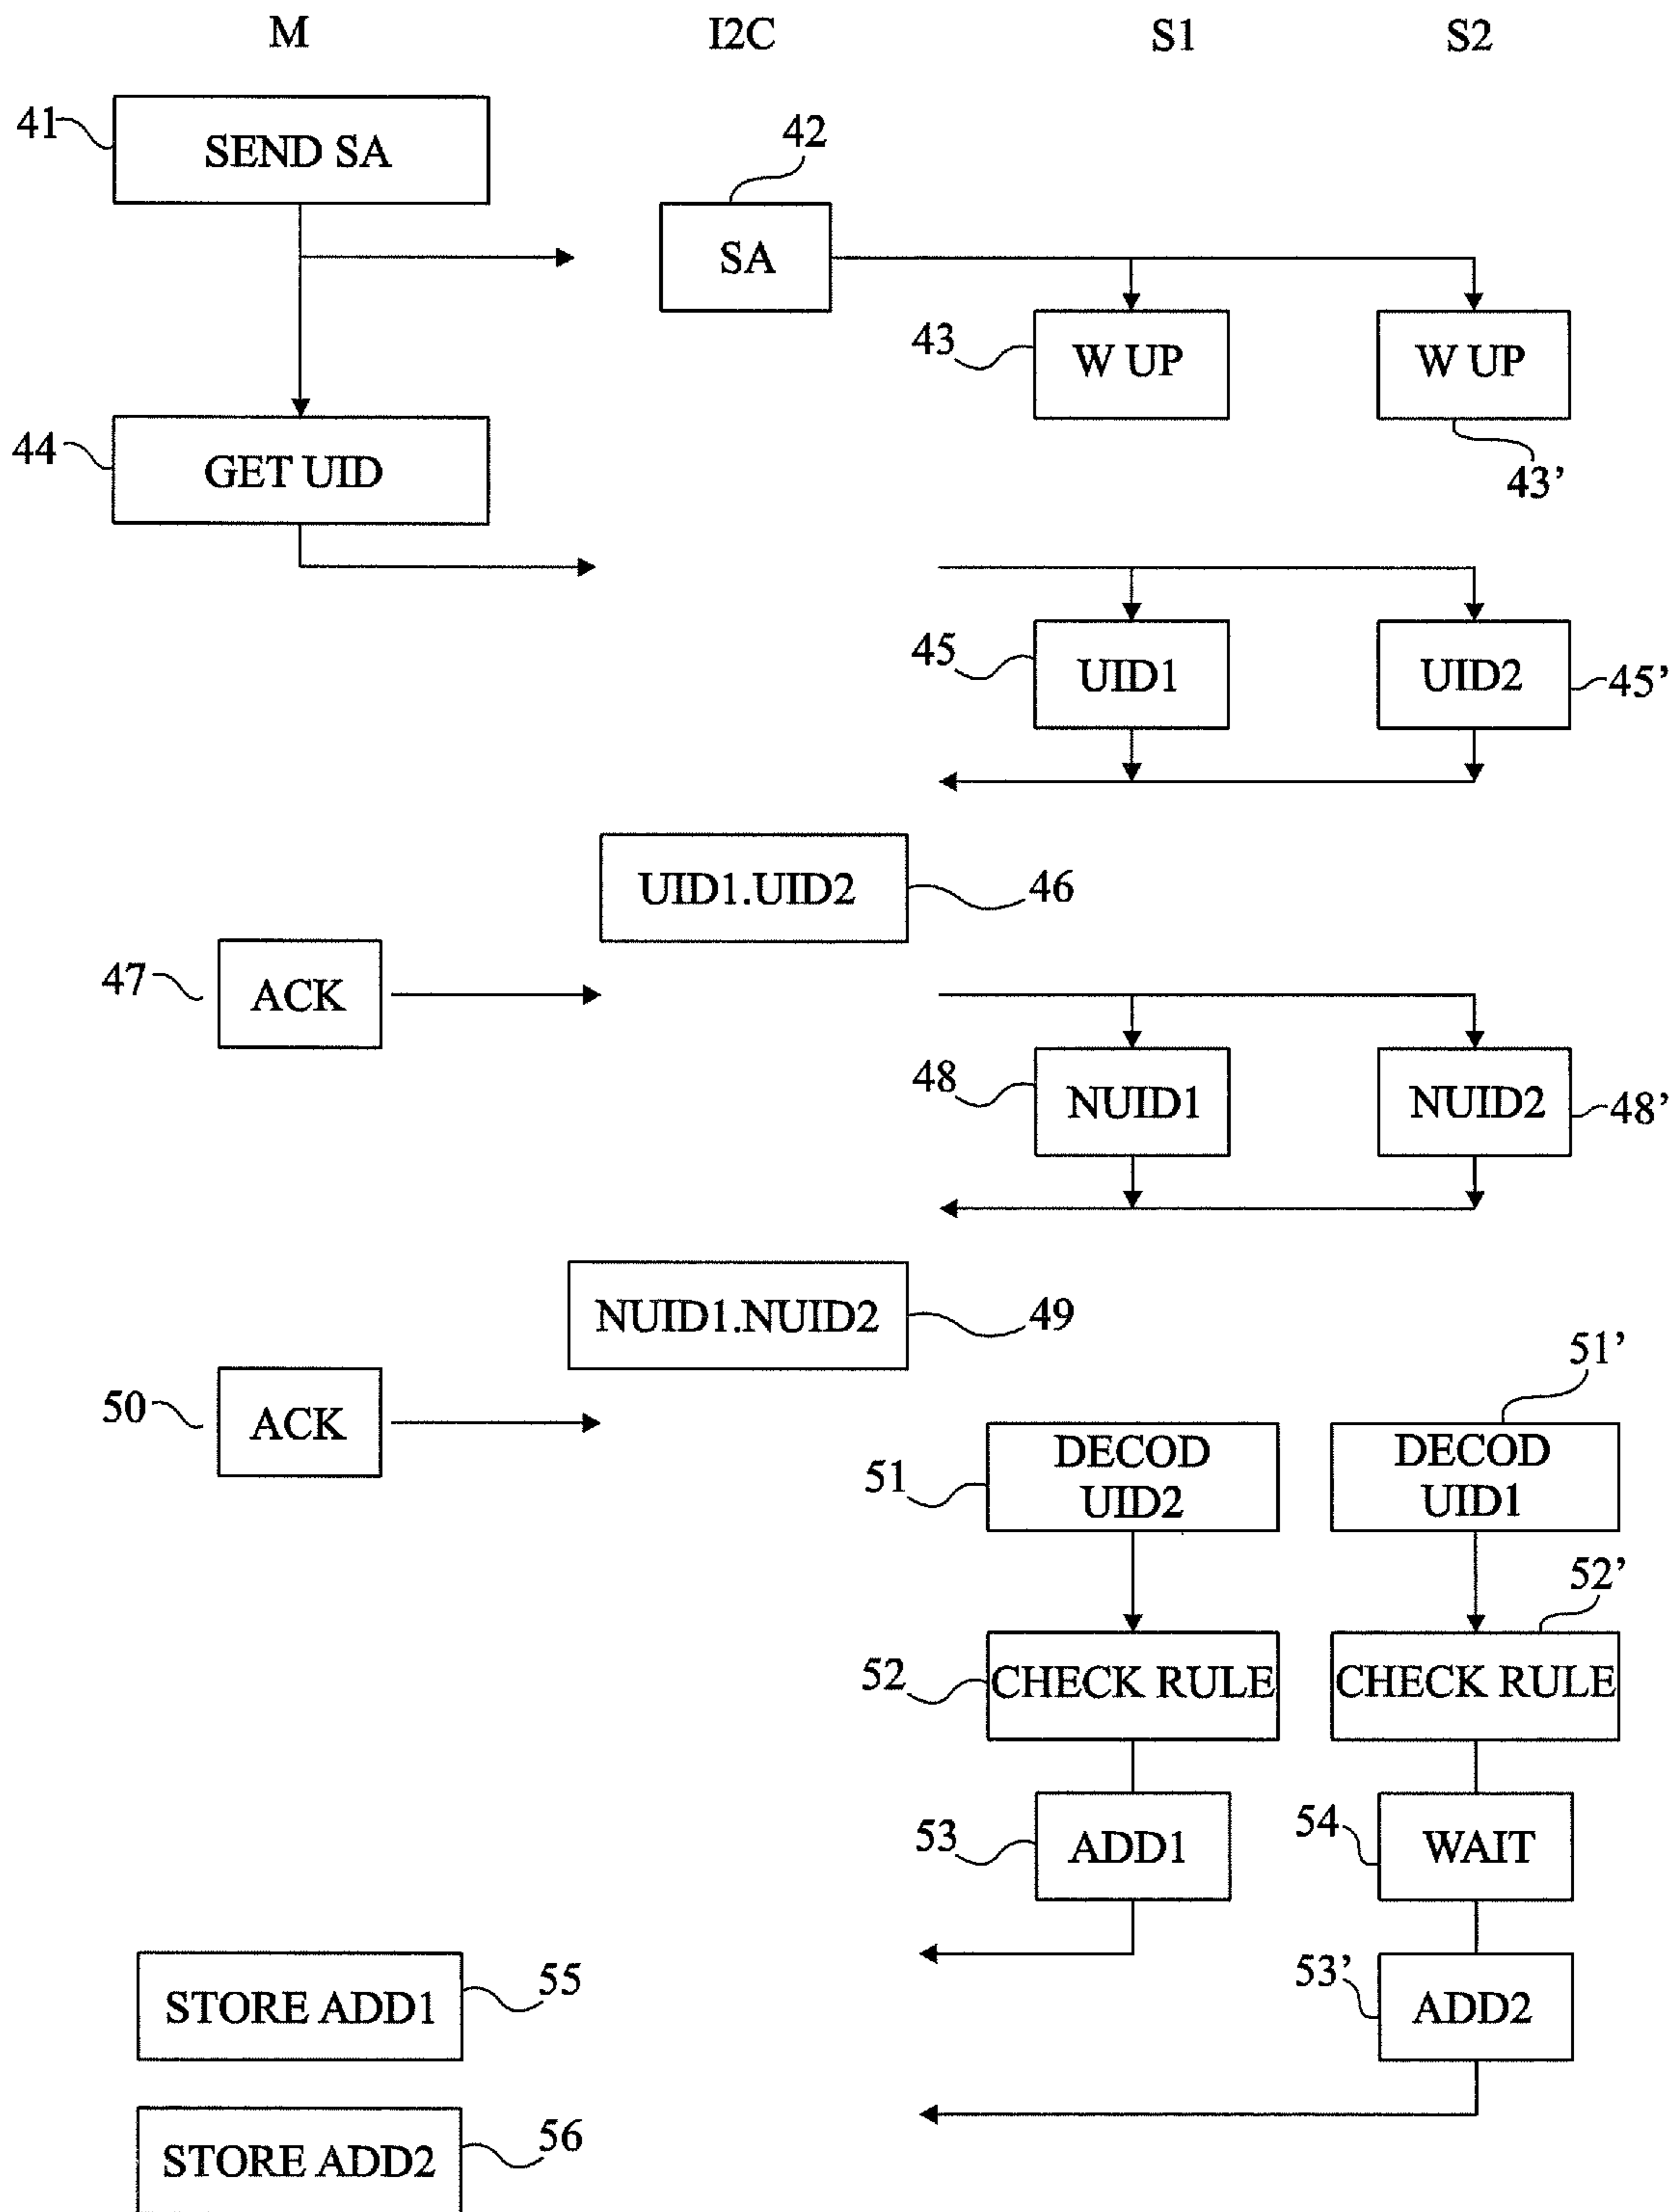 M I2C S1 S2
41 SEND SA
42
SA
43 W UP W UP
43’
44 GET UID
45 UID1 UID2 45’
UID1.UID2 46
47 ACK
48 NUID1 NUID2 48’
NUID1.NUID2 49
50 ACK
51’
51 DECOD UID2
DECOD UID1
52’
52 CHECK RULE CHECK RULE
53 ADD1 54 WAIT
STORE ADD1 55
53’ ADD2
STORE ADD2 56